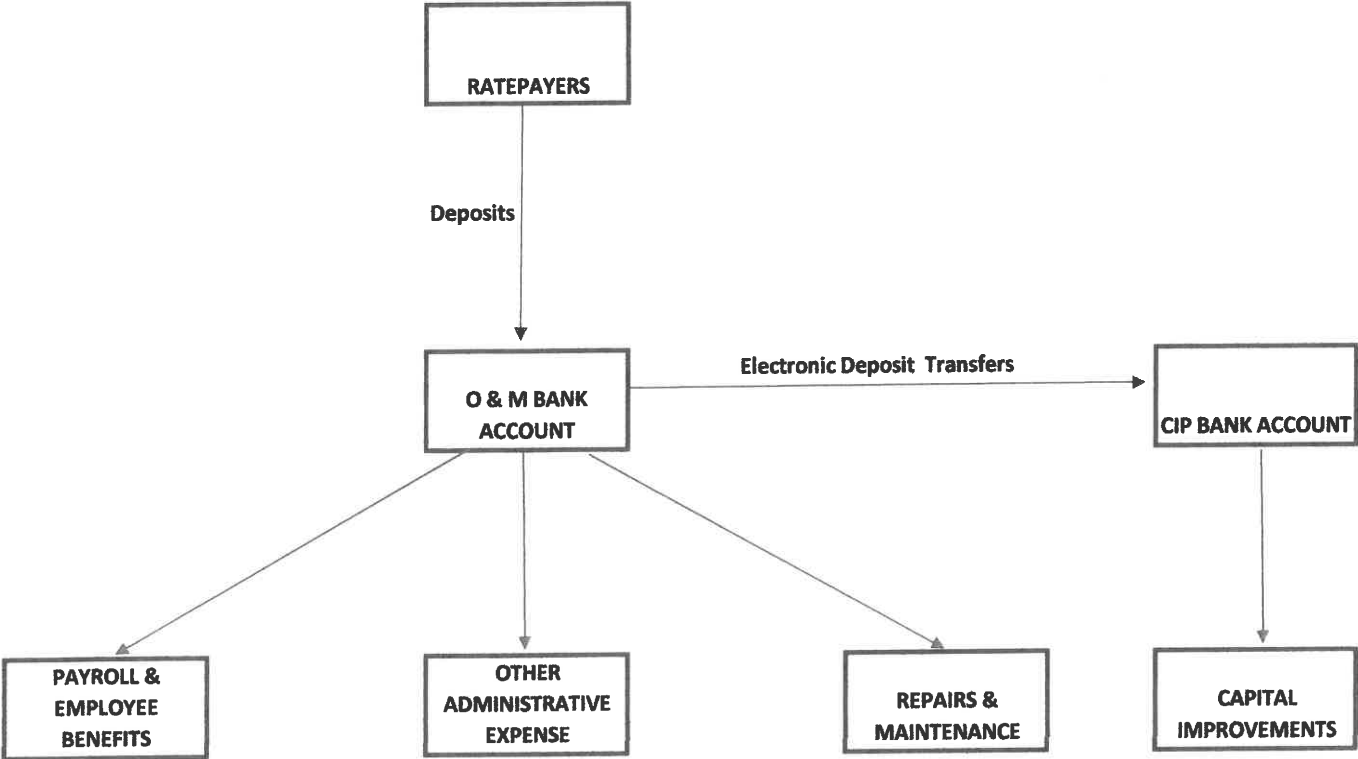 RATEPAYERS
Deposits
Electronic Deposit Transfers
O & M BANK
ACCOUNT
CIP BANK ACCOUNT
PAYROLL &
EMPLOYEE
BENEFITS
OTHER
ADMINISTRATIVE
EXPENSE
REPAIRS &
MAINTENANCE
CAPITAL
IMPROVEMENTS